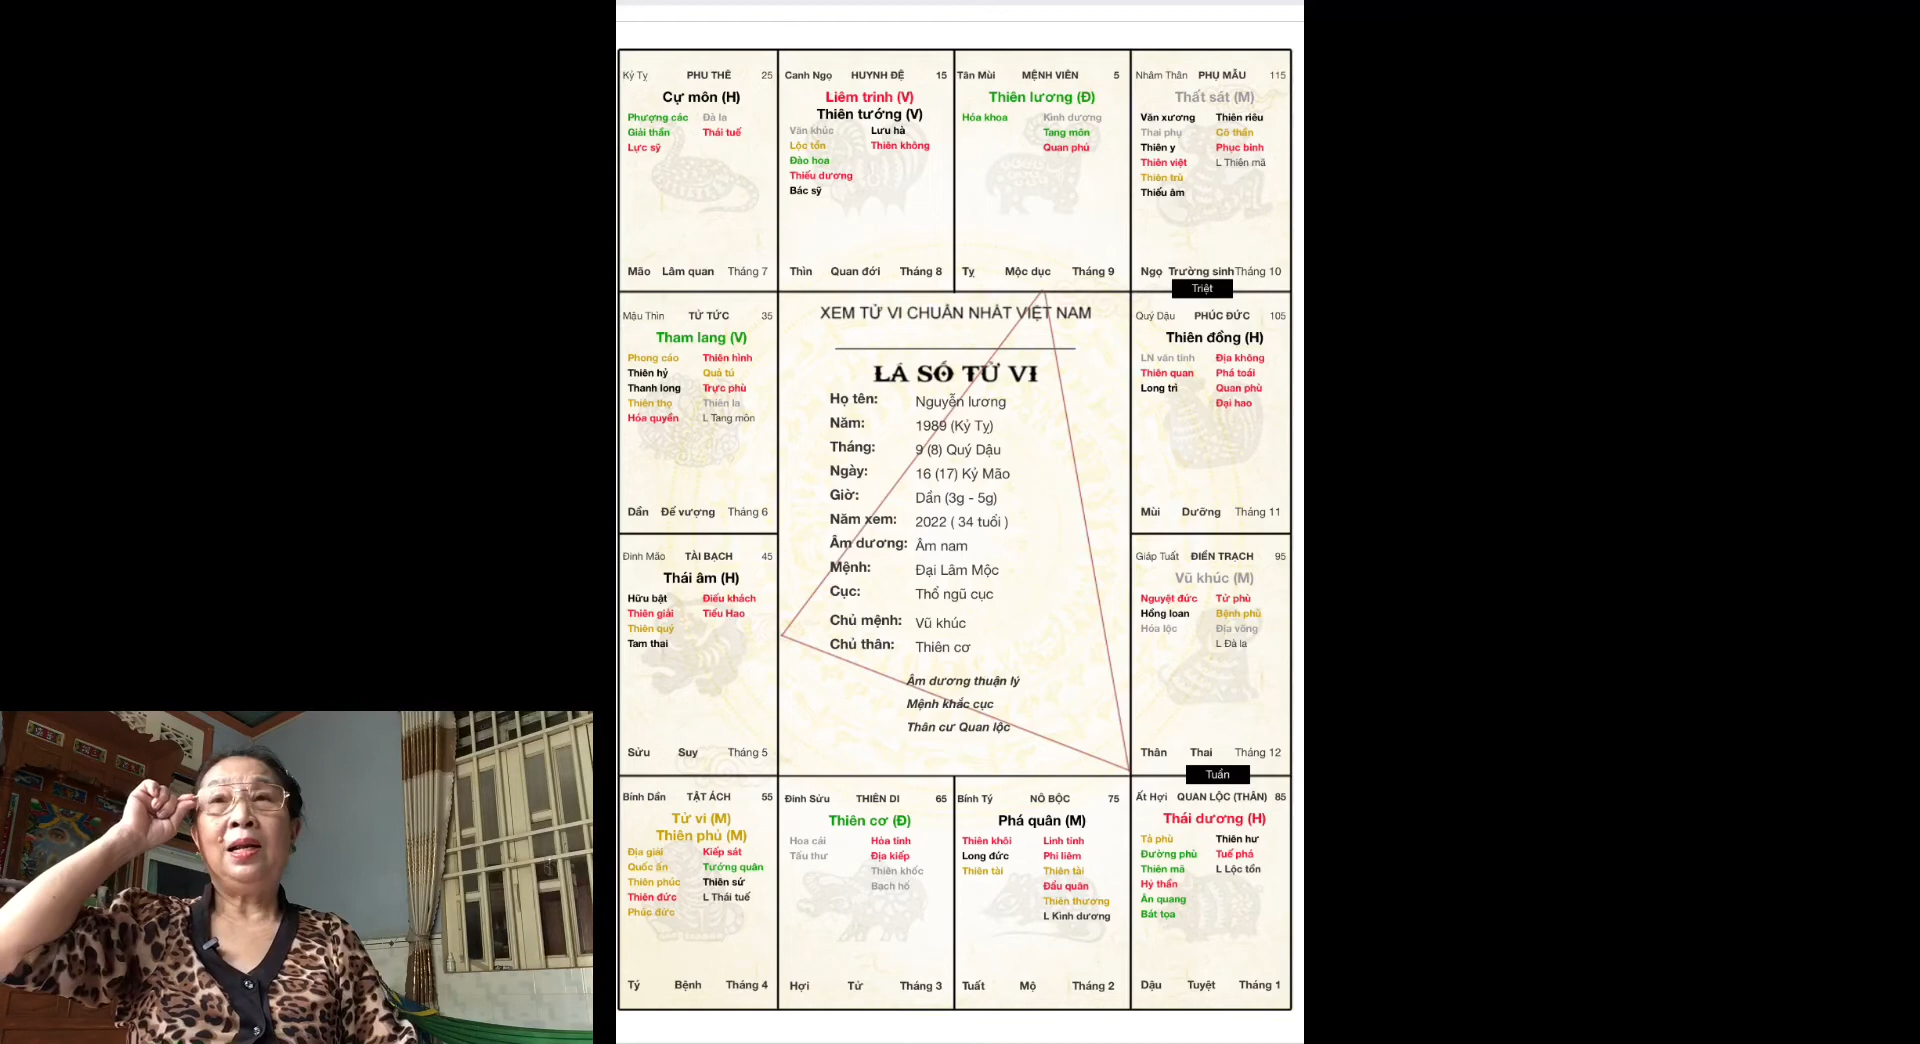 Kỷ Tỵ PHU THÊ 25
Cự môn (H)
Phượng các Đà la
Giải thần Thái tuế
Lực sỹ
Mão Lâm quan Tháng 7
Canh Ngọ HUYNH ĐỆ 15
Liêm trinh (V)
Thiên tướng (V)
Văn khúc Lưu hà
Lộc tồn Thiên không
Đào hoa
Thiếu dương
Bác sỹ
Thìn Quan đới Tháng 8
Tân Mùi MỆNH VIÊN 5
Thiên lương (Đ)
Hóa khoa Kình dương
Tang môn
Quan phủ
Tỵ Mộc dục Tháng 9
Nhâm Thân PHỤ MẪU 115
Thất sát (M)
Văn xương Thiên riêu
Thai phụ Cô thần
Thiên y Phục binh
Thiên việt L Thiên mã
Thiên trù
Thiếu âm
Ngọ Trường sinh Tháng 10
Triệt
Mậu Thìn TỬ TỨC 35
Tham lang (V)
Phong cáo Thiên hình
Thiên hỷ Quả tú
Thanh long Trực phù
Thiên thọ Thiên la
Hóa quyền L Tang môn
Dần Đế vượng Tháng 6
XEM TỬ VI CHUẨN NHẤT VIỆT NAM
LÁ SỐ TỬ VI
Họ tên: Nguyễn lương
Năm: 1989 (Kỷ Tỵ)
Tháng: 9 (8) Quý Dậu
Ngày: 16 (17) Kỷ Mão
Giờ: Dần (3g - 5g)
Năm xem: 2022 ( 34 tuổi )
Âm dương: Âm nam
Mệnh: Đại Lâm Mộc
Cục: Thổ ngũ cục
Chủ mệnh: Vũ khúc
Chủ thân: Thiên cơ
Âm dương thuận lý
Mệnh khắc cục
Thân cư Quan lộc
Quý Dậu PHÚC ĐỨC 105
Thiên đồng (H)
LN văn tinh Địa không
Thiên quan Phá toái
Long trì Quan phù
Đại hao
Mùi Dưỡng Tháng 11
Đinh Mão TÀI BẠCH 45
Thái âm (H)
Hữu bật Điếu khách
Thiên giải Tiểu Hao
Thiên quý
Tam thai
Sửu Suy Tháng 5
Giáp Tuất ĐIỀN TRẠCH 95
Vũ khúc (M)
Nguyệt đức Tử phù
Hồng loan Bệnh phù
Hóa lộc Địa võng
L Đà la
Thân Thai Tháng 12
Tuần
Bính Dần TẬT ÁCH 55
Tử vi (M)
Thiên phủ (M)
Địa giải Kiếp sát
Quốc ấn Tướng quân
Thiên phúc Thiên sứ
Thiên đức L Thái tuế
Phúc đức
Tý Bệnh Tháng 4
Đinh Sửu THIÊN DI 65
Thiên cơ (Đ)
Hoa cái Hỏa tinh
Tấu thư Địa kiếp
Thiên khốc
Bạch hổ
Hợi Tử Tháng 3
Bính Tý NÔ BỘC 75
Phá quân (M)
Thiên khôi Linh tinh
Long đức Phi liêm
Thiên tài Thiên tài
Đẩu quân
Thiên thương
L Kình dương
Tuất Mộ Tháng 2
Ất Hợi QUAN LỘC (THÂN) 85
Thái dương (H)
Tả phù Thiên hư
Đường phù Tuế phá
Thiên mã L Lộc tồn
Hỷ thần
Ân quang
Bát tọa
Dậu Tuyệt Tháng 1